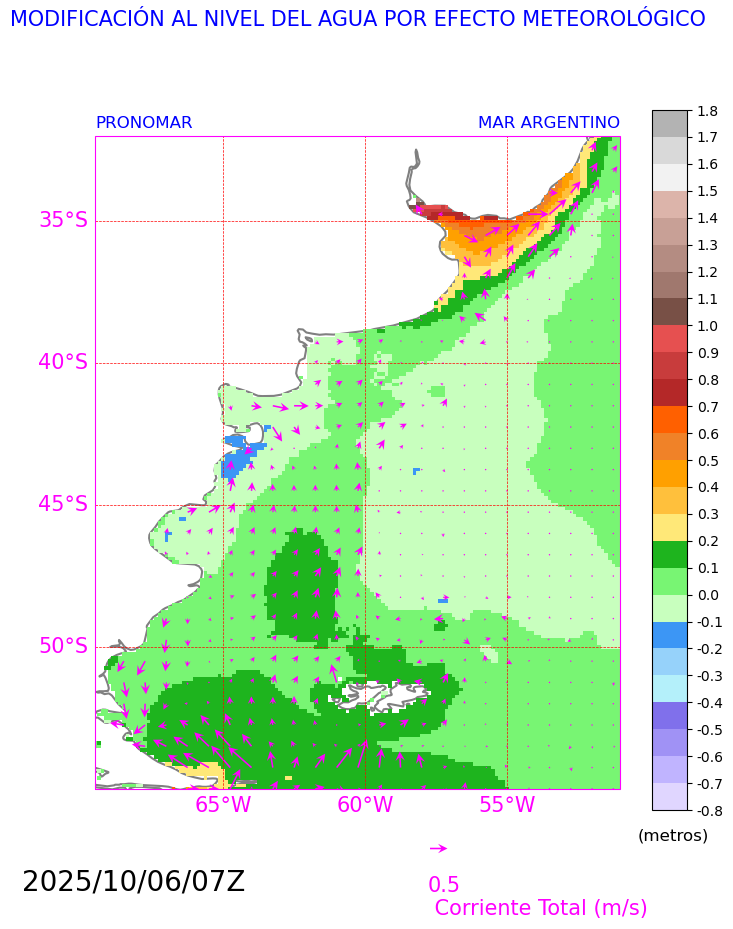 MODIFICACIÓN AL NIVEL DEL AGUA POR EFECTO METEOROLÓGICO
PRONOMAR MAR ARGENTINO
35°S
40°S
45°S
50°S
65°W 60°W 55°W
1.8
1.7
1.6
1.5
1.4
1.3
1.2
1.1
1.0
0.9
0.8
0.7
0.6
0.5
0.4
0.3
0.2
0.1
0.0
-0.1
-0.2
-0.3
-0.4
-0.5
-0.6
-0.7
-0.8
(metros)
2025/10/06/07Z
0.5
Corriente Total (m/s)